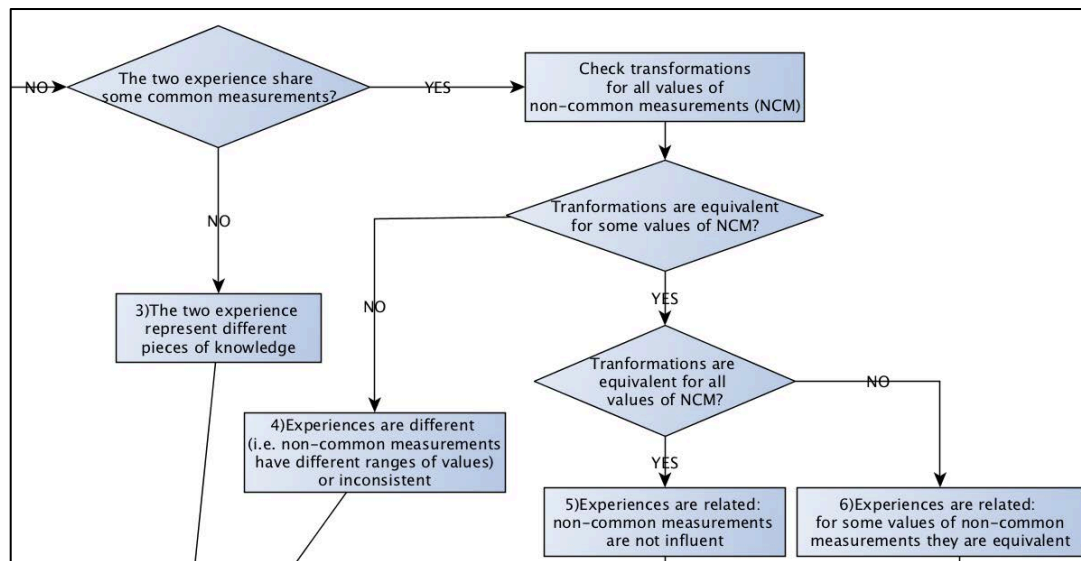 NO
The two experience share
some common measurements?
YES
Check transformations
for all values of
non-common measurements (NCM)
NO
Tranformations are equivalent
for some values of NCM?
NO
YES
3)The two experience
represent different
pieces of knowledge
Tranformations are
equivalent for all
values of NCM?
NO
4)Experiences are different
(i.e. non-common measurements
have different ranges of values)
or inconsistent
YES
5)Experiences are related:
non-common measurements
are not influent
6)Experiences are related:
for some values of non-common
measurements they are equivalent